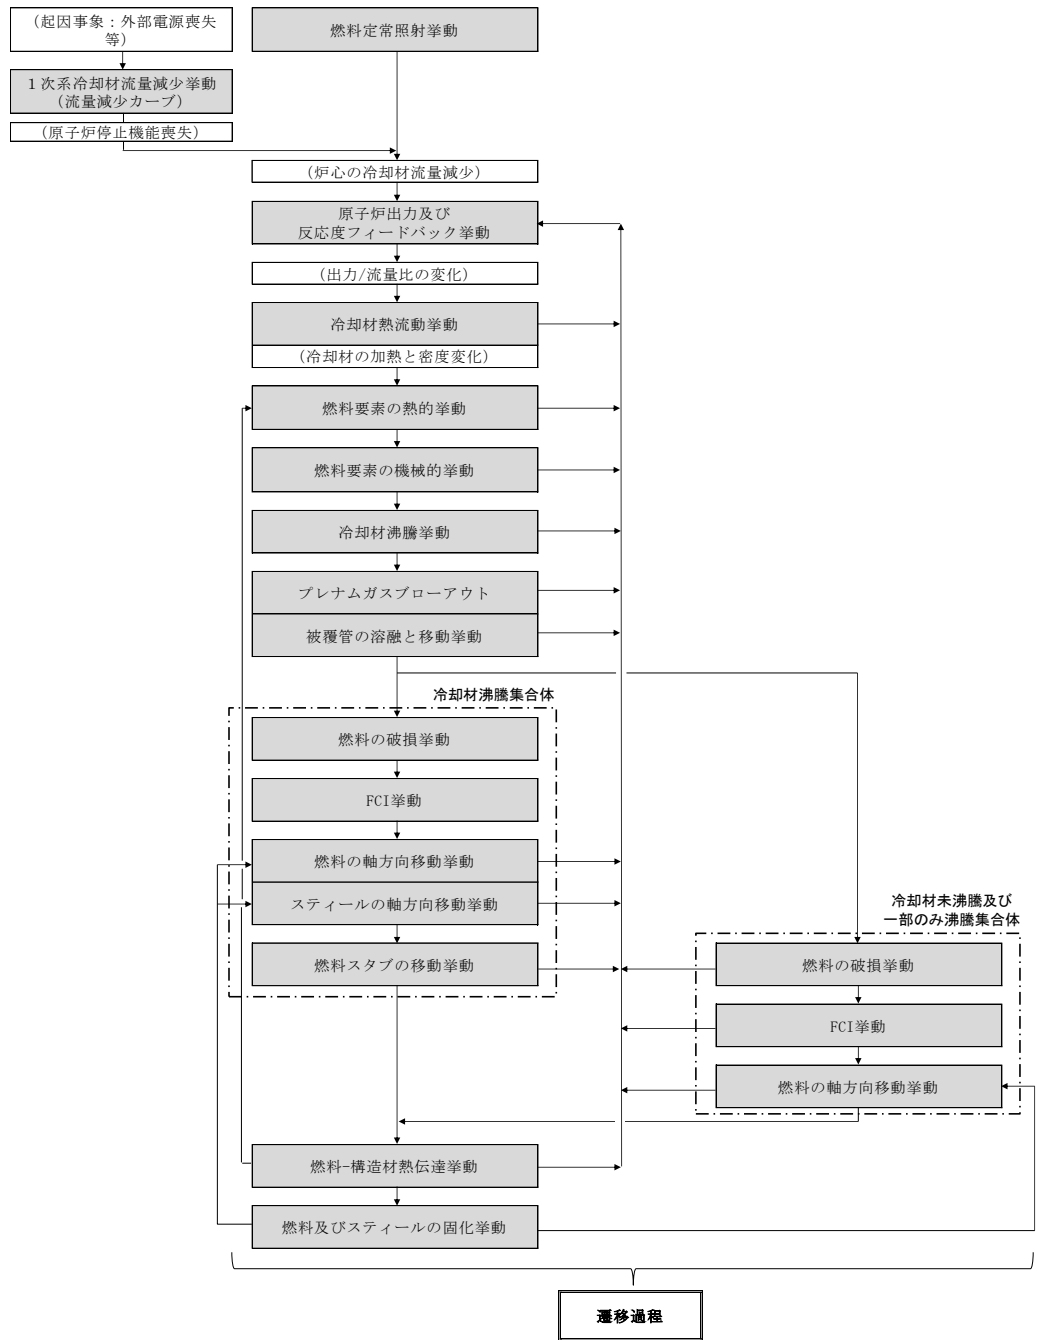 （起因事象：外部電源喪失
等）
１次系冷却材流量減少挙動
（流量減少カーブ）
（原子炉停止機能喪失）
燃料定常照射挙動
（炉心の冷却材流量減少）
原子炉出力及び
反応度フィードバック挙動
（出力/流量比の変化）
冷却材熱流動挙動
（冷却材の加熱と密度変化）
燃料要素の熱的挙動
燃料要素の機械的挙動
冷却材沸騰挙動
プレナムガスブローアウト
被覆管の溶融と移動挙動
冷却材沸騰集合体
燃料の破損挙動
FCI挙動
燃料の軸方向移動挙動
スティールの軸方向移動挙動
燃料スタブの移動挙動
冷却材未沸騰及び
一部のみ沸騰集合体
燃料の破損挙動
FCI挙動
燃料の軸方向移動挙動
燃料-構造材熱伝達挙動
燃料及びスティールの固化挙動
遷移過程